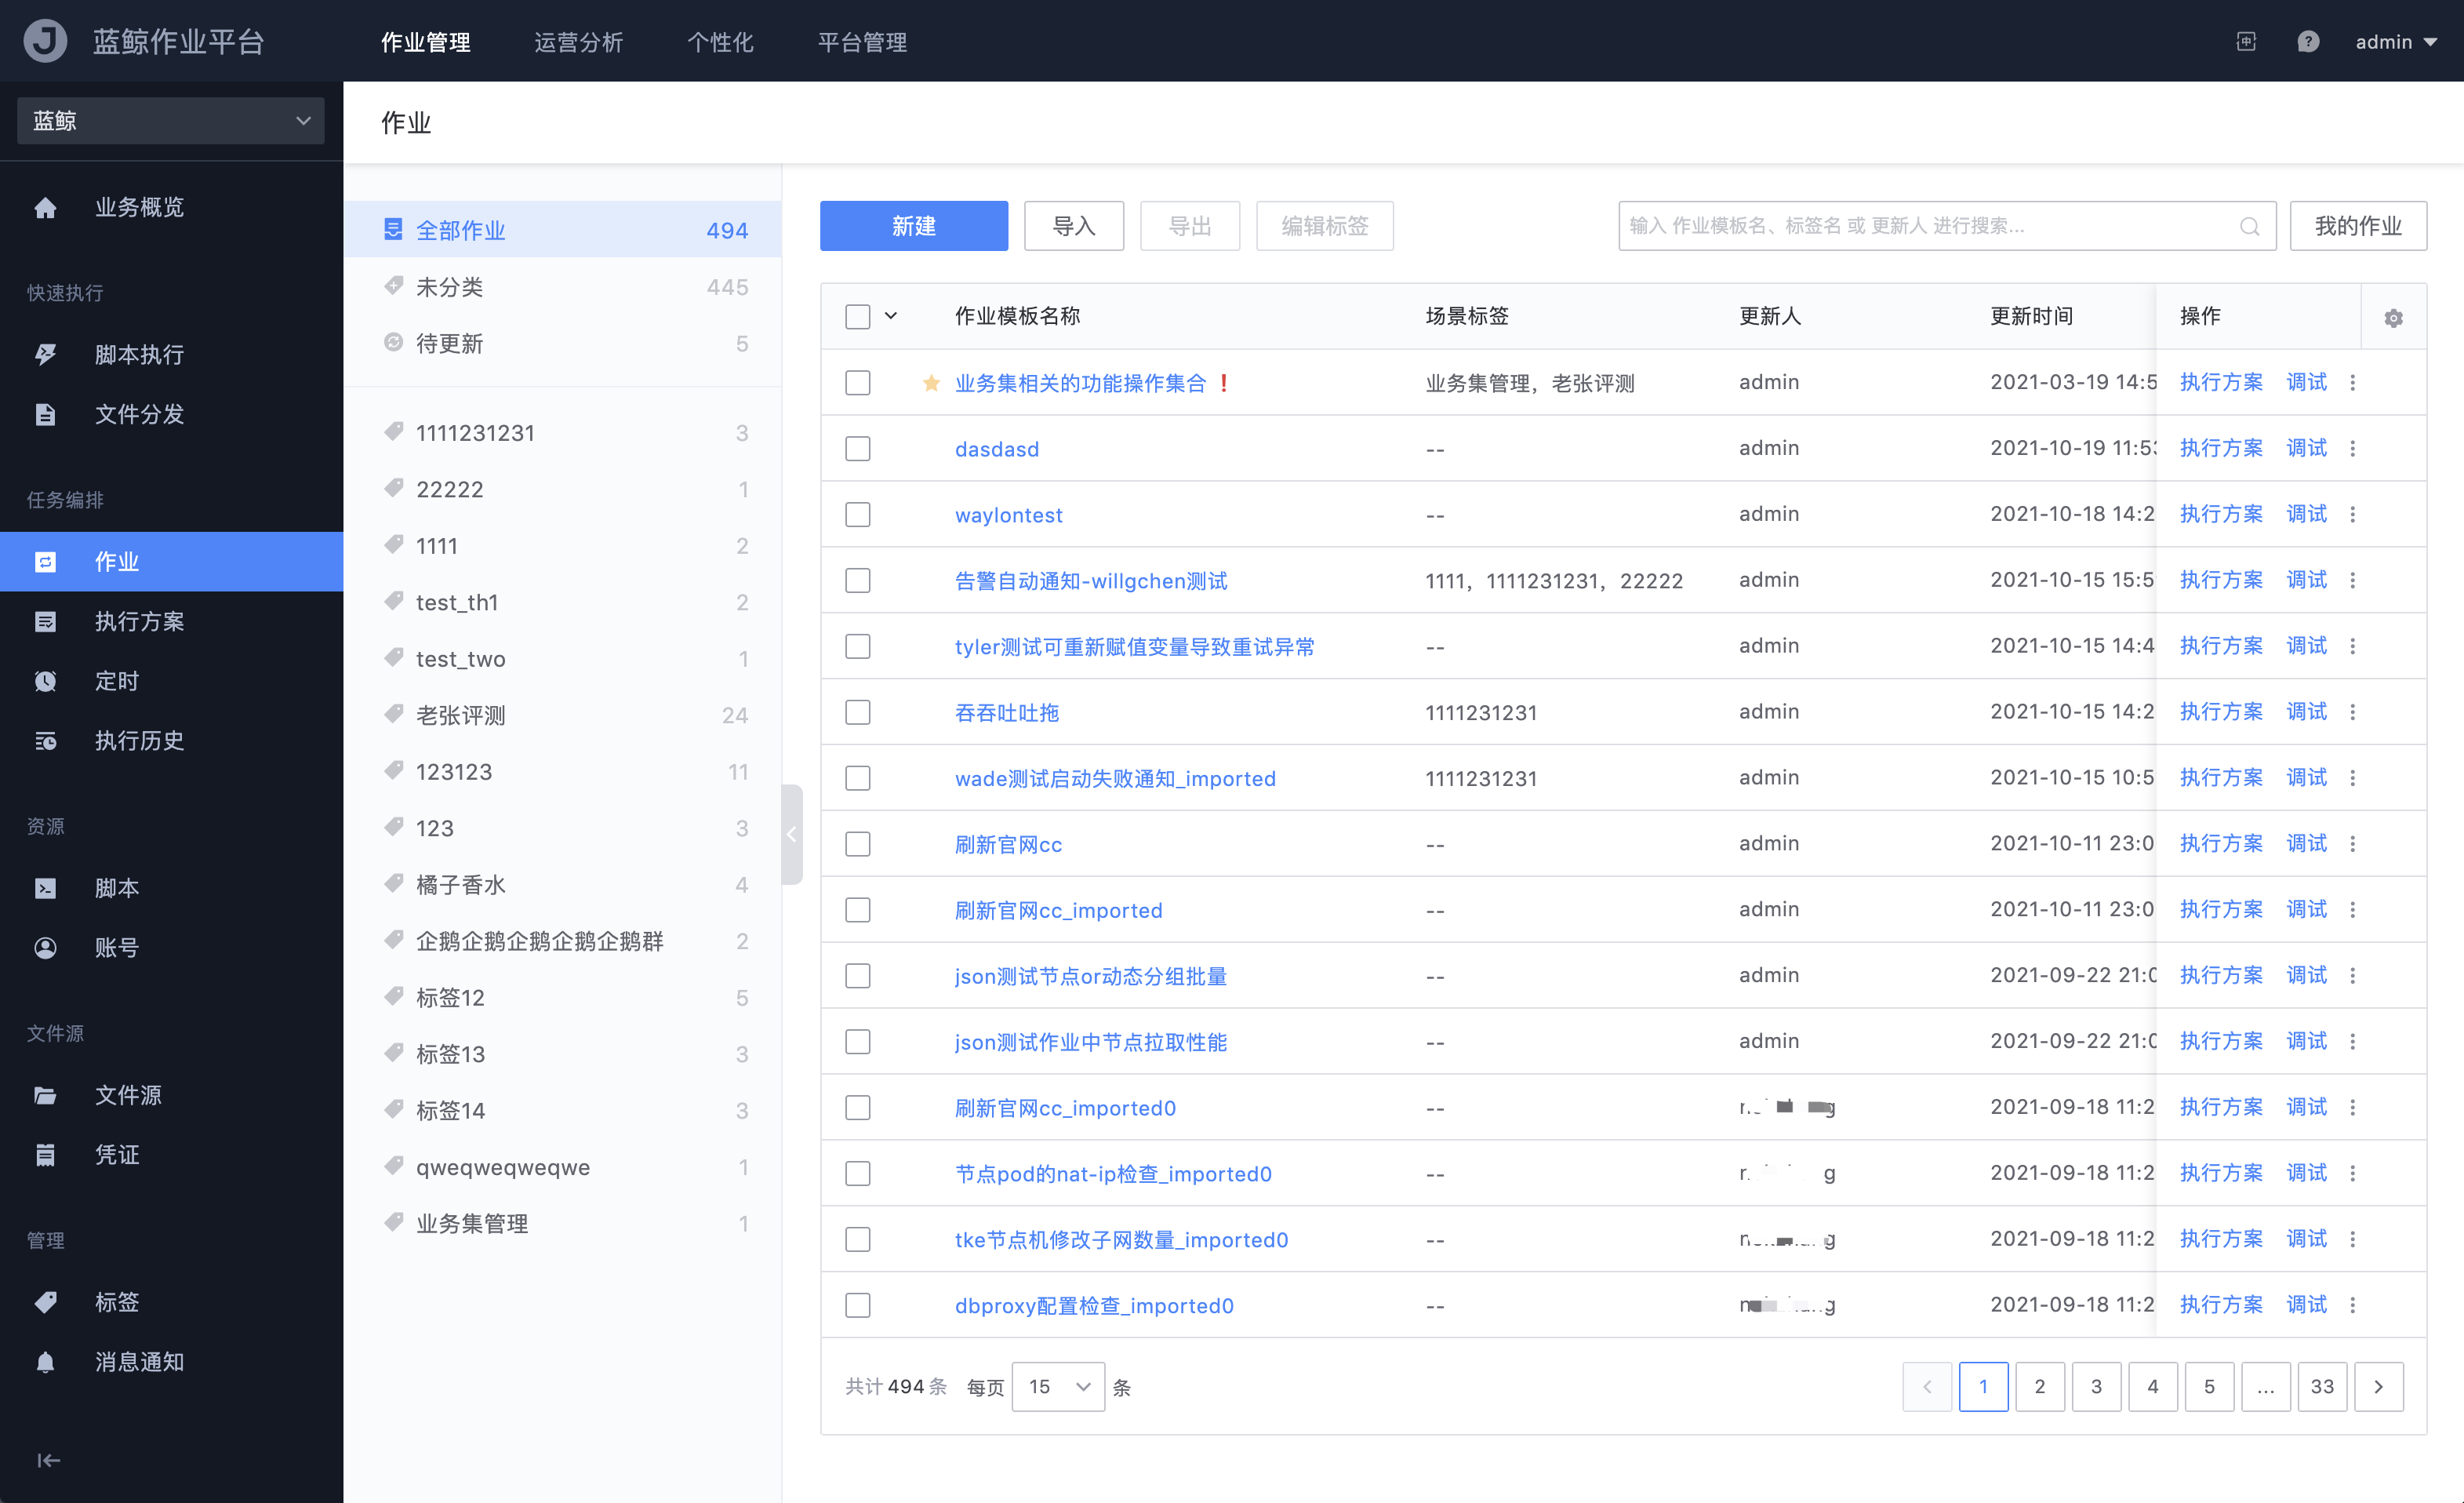 蓝鲸作业平台 作业管理 运营分析 个性化 平台管理 admin
蓝鲸
业务概览
快速执行
脚本执行
文件分发
任务编排
作业
执行方案
定时
执行历史
资源
脚本
账号
文件源
文件源
凭证
管理
标签
消息通知
作业
全部作业 494
未分类 445
待更新 5
1111231231 3
22222 1
1111 2
test_th1 2
test_two 1
老张评测 24
123123 11
123 3
橘子香水 4
企鹅企鹅企鹅企鹅企鹅群 2
标签12 5
标签13 3
标签14 3
qweqweqweqwe 1
业务集管理 1
新建 导入 导出 编辑标签 输入 作业模板名、标签名 或 更新人 进行搜索... 我的作业
作业模板名称 场景标签 更新人 更新时间 操作
业务集相关的功能操作集合 ! 业务集管理，老张评测 admin 2021-03-19 14:5 执行方案 调试
dasdasd -- admin 2021-10-19 11:53 执行方案 调试
waylontest -- admin 2021-10-18 14:2 执行方案 调试
告警自动通知-willgchen测试 1111，1111231231，22222 admin 2021-10-15 15:5 执行方案 调试
tyler测试可重新赋值变量导致重试异常 -- admin 2021-10-15 14:4 执行方案 调试
吞吞吐吐拖 1111231231 admin 2021-10-15 14:2 执行方案 调试
wade测试启动失败通知_imported 1111231231 admin 2021-10-15 10:5 执行方案 调试
刷新官网cc -- admin 2021-10-11 23:0 执行方案 调试
刷新官网cc_imported -- admin 2021-10-11 23:0 执行方案 调试
json测试节点or动态分组批量 -- admin 2021-09-22 21:0 执行方案 调试
json测试作业中节点拉取性能 -- admin 2021-09-22 21:0 执行方案 调试
刷新官网cc_imported0 -- 2021-09-18 11:2 执行方案 调试
节点pod的nat-ip检查_imported0 -- 2021-09-18 11:2 执行方案 调试
tke节点机修改子网数量_imported0 -- 2021-09-18 11:2 执行方案 调试
dbproxy配置检查_imported0 -- 2021-09-18 11:2 执行方案 调试
共计 494 条 每页 15 条 1 2 3 4 5 ... 33